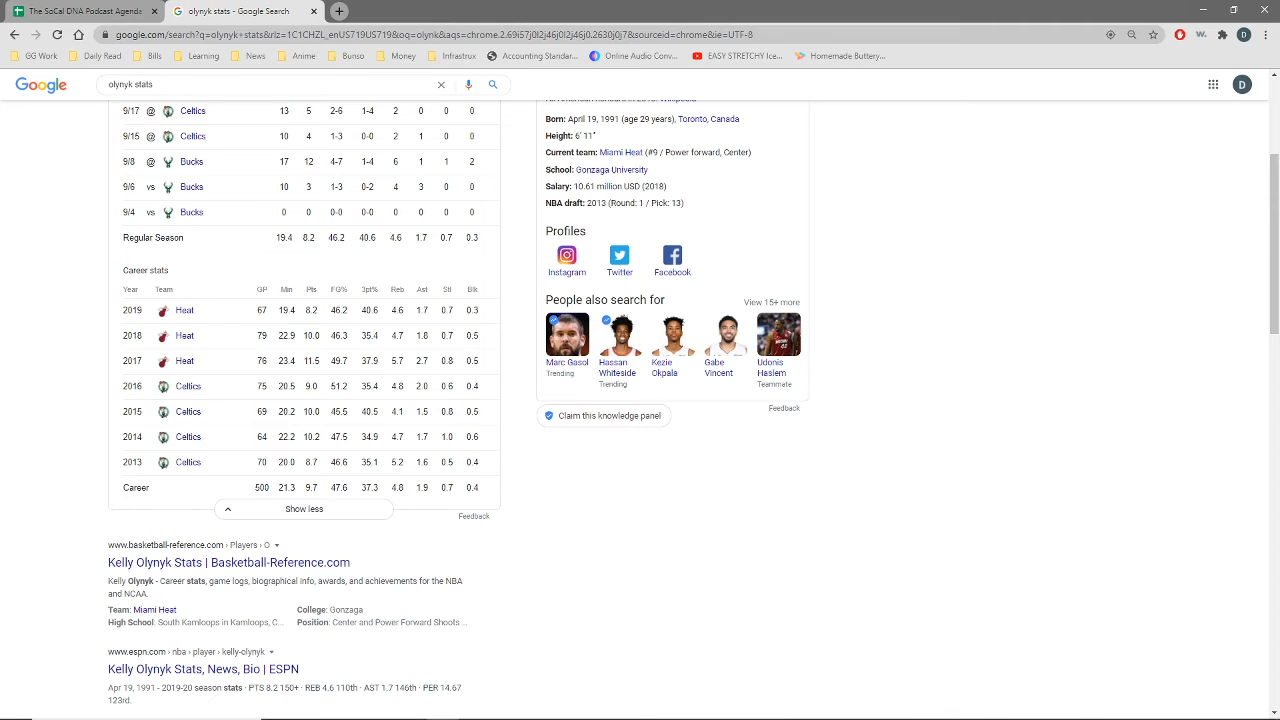 The SoCal DNA Podcast Agenda
olynyk stats - Google Search
google.com/search?q=olynyk+stats&rlz=1C1CHZL_enUS719US719&oq=olynk&aqs=chrome.2.69i57j0l2j46j0l2j46j0.2630j0j7&sourceid=chrome&ie=UTF-8
GG Work Daily Read Bills Learning News Anime Bunso Money Infrastrux Accounting Standar... Online Audio Conv... EASY STRETCHY Ice... Homemade Buttery...
Google olynyk stats D
9/17 @ Celtics 13 5 2-6 1-4 2 0 0 0
9/15 @ Celtics 10 4 1-3 0-0 2 1 0 0
9/8 @ Bucks 17 12 4-7 1-4 6 1 1 2
9/6 vs Bucks 10 3 1-3 0-2 4 3 0 0
9/4 vs Bucks 0 0 0-0 0-0 0 0 0 0
Regular Season 19.4 8.2 46.2 40.6 4.6 1.7 0.7 0.3
Career stats
Year Team GP Min Pts FG% 3pt% Reb Ast Stl Blk
2019 Heat 67 19.4 8.2 46.2 40.6 4.6 1.7 0.7 0.3
2018 Heat 79 22.9 10.0 46.3 35.4 4.7 1.8 0.7 0.5
2017 Heat 76 23.4 11.5 49.7 37.9 5.7 2.7 0.8 0.5
2016 Celtics 75 20.5 9.0 51.2 35.4 4.8 2.0 0.6 0.4
2015 Celtics 69 20.2 10.0 45.5 40.5 4.1 1.5 0.8 0.5
2014 Celtics 64 22.2 10.2 47.5 34.9 4.7 1.7 1.0 0.6
2013 Celtics 70 20.0 8.7 46.6 35.1 5.2 1.6 0.5 0.4
Career 500 21.3 9.7 47.6 37.3 4.8 1.9 0.7 0.4
Show less
Feedback
www.basketball-reference.com › Players › O
Kelly Olynyk Stats | Basketball-Reference.com
Kelly Olynyk - Career stats, game logs, biographical info, awards, and achievements for the NBA
and NCAA.
Team: Miami Heat College: Gonzaga
High School: South Kamloops in Kamloops, C... Position: Center and Power Forward Shoots ...
www.espn.com › nba › player › kelly-olynyk
Kelly Olynyk Stats, News, Bio | ESPN
Apr 19, 1991 - 2019-20 season stats · PTS 8.2 150+ · REB 4.6 110th · AST 1.7 146th · PER 14.67
123rd.
Born: April 19, 1991 (age 29 years), Toronto, Canada
Height: 6′ 11″
Current team: Miami Heat (#9 / Power forward, Center)
School: Gonzaga University
Salary: 10.61 million USD (2018)
NBA draft: 2013 (Round: 1 / Pick: 13)
Profiles
Instagram Twitter Facebook
People also search for View 15+ more
Marc Gasol
Trending
Hassan
Whiteside
Trending
Kezie
Okpala
Gabe
Vincent
Udonis
Haslem
Teammate
Feedback
Claim this knowledge panel